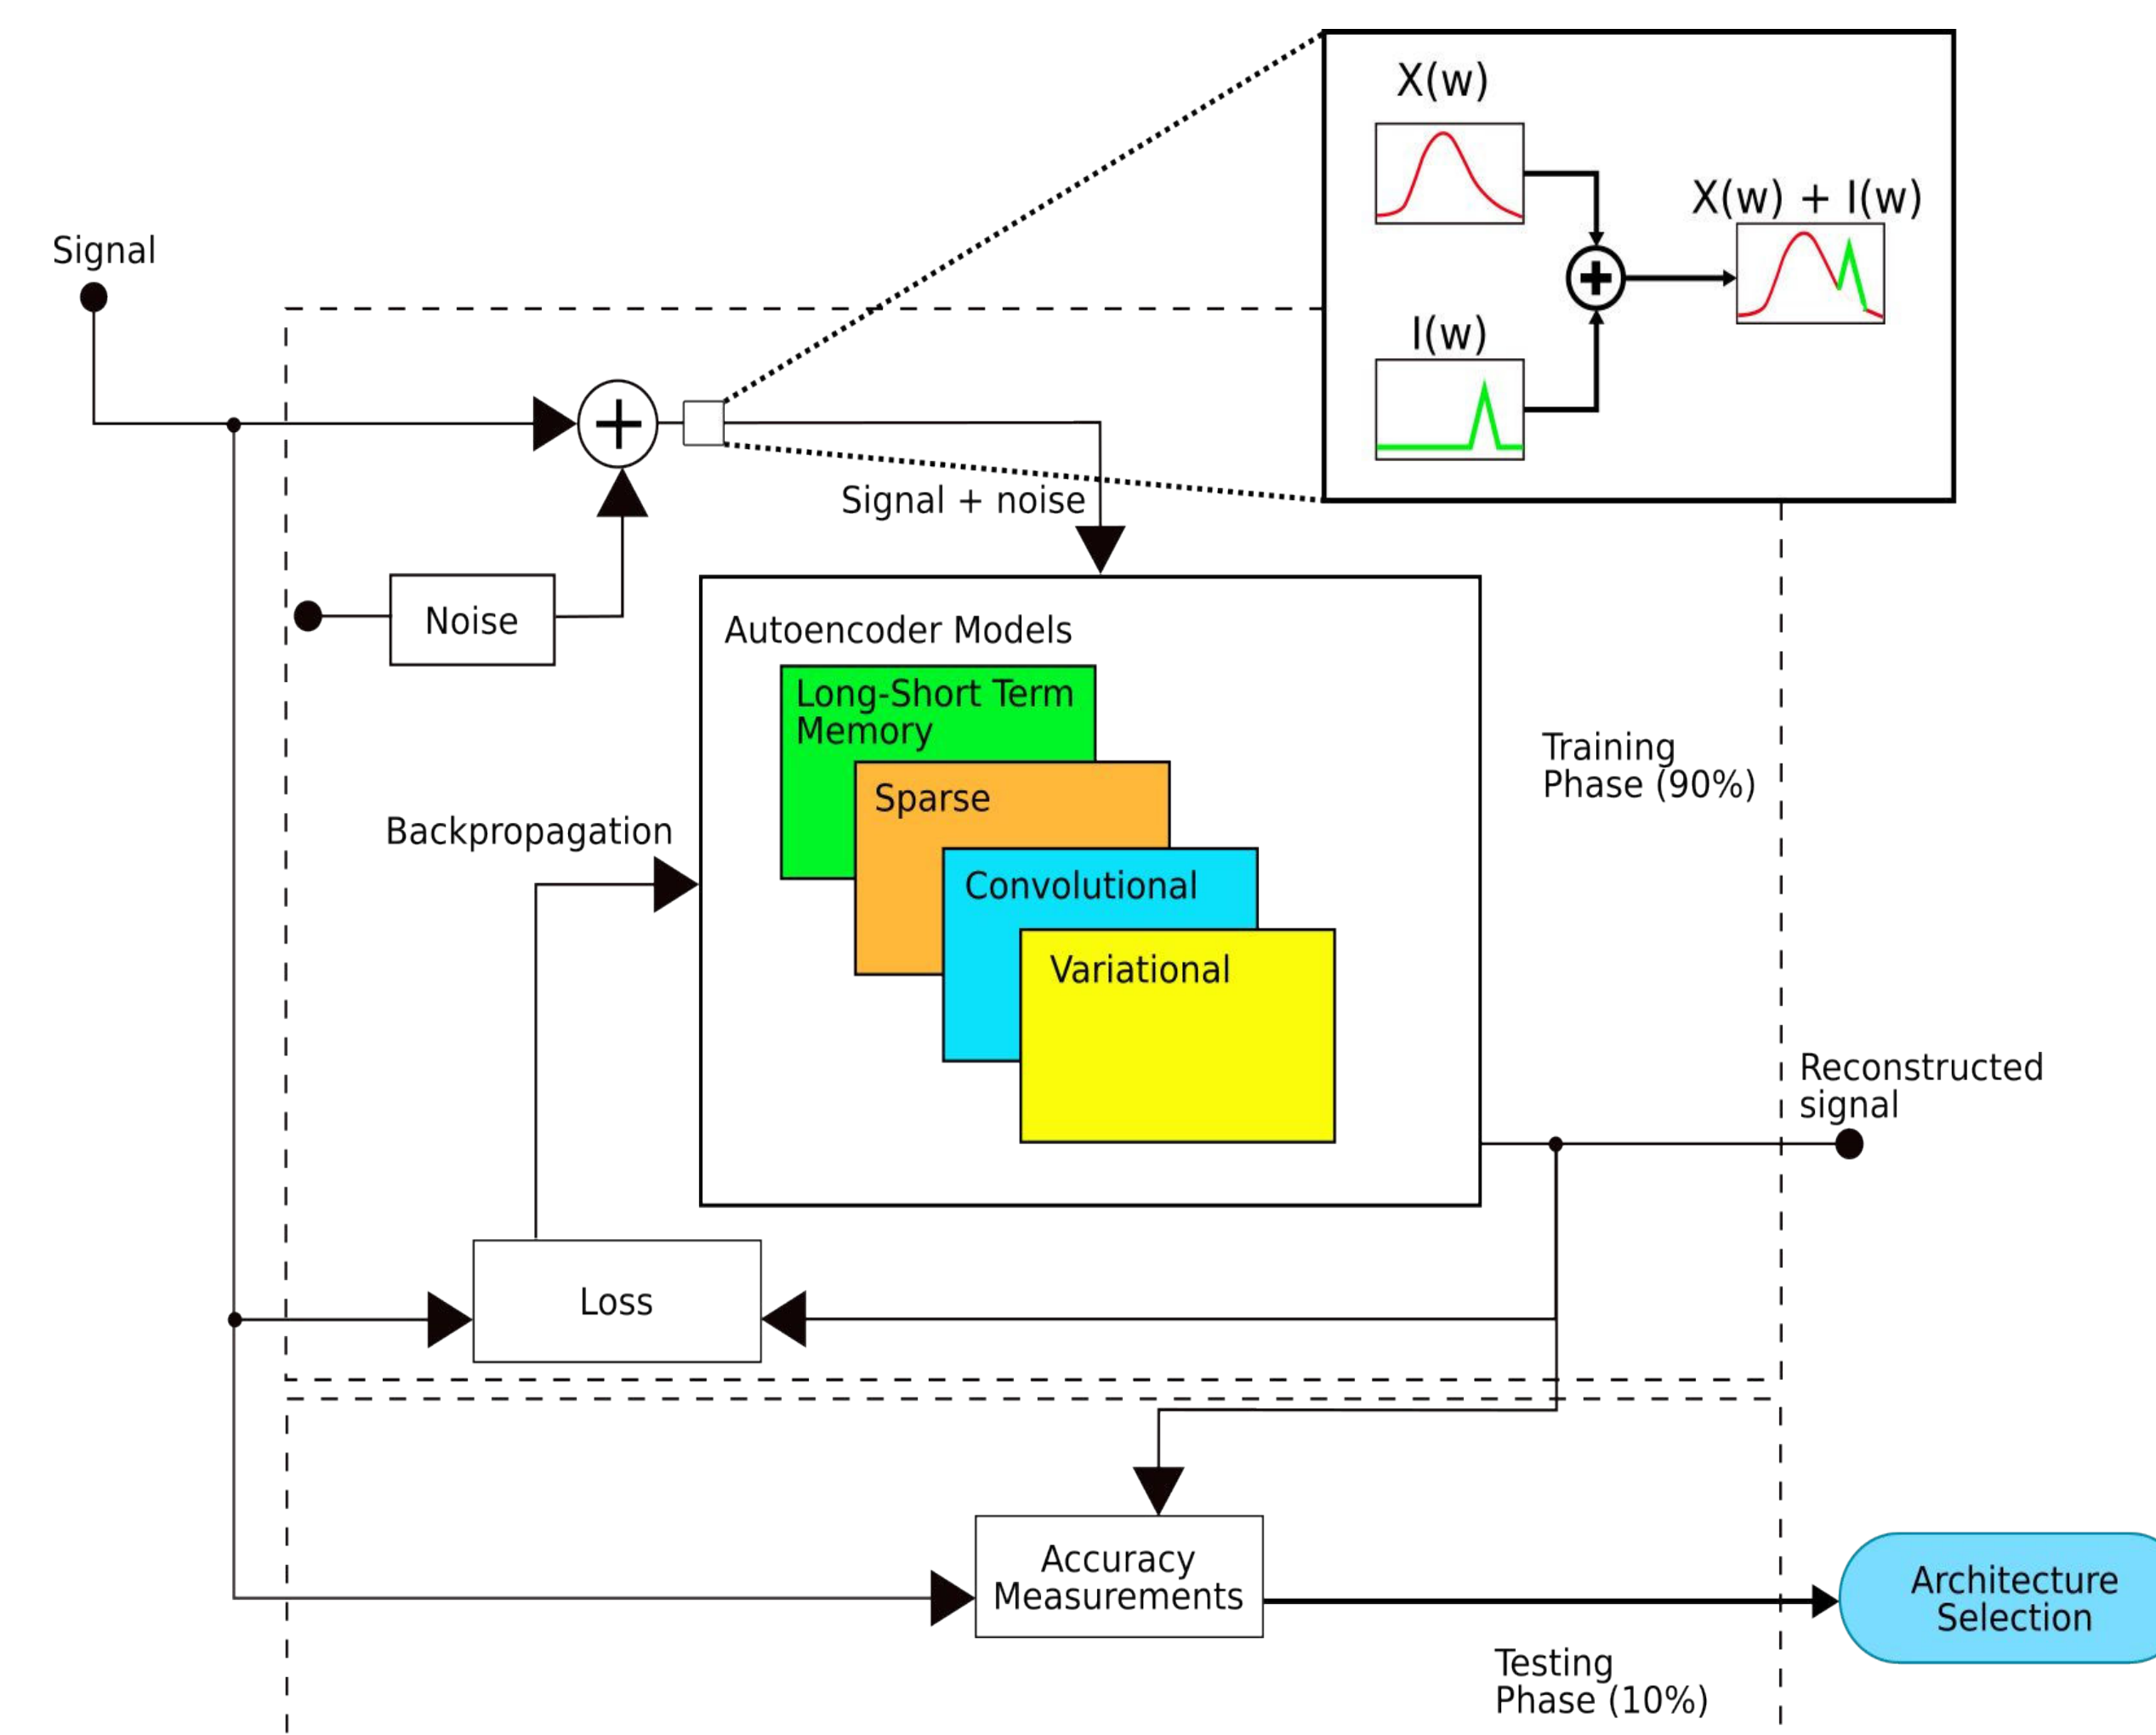 X(w)
X(w) + I(w)
I(w)
Signal
Signal + noise
Noise
Autoencoder Models
Long-Short Term
Memory
Sparse
Convolutional
Variational
Training
Phase (90%)
Backpropagation
Reconstructed
signal
Loss
Accuracy
Measurements
Architecture
Selection
Testing
Phase (10%)